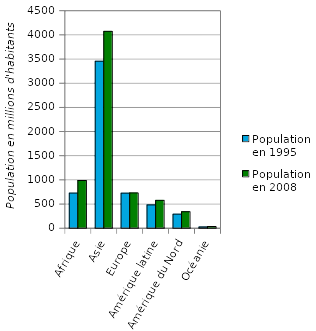 Population en millions d'habitants
4500
4000
3500
3000
2500
2000
1500
1000
500
0
Afrique
Asie
Europe
Amérique latine
Amérique du Nord
Océanie
Population
en 1995
Population
en 2008